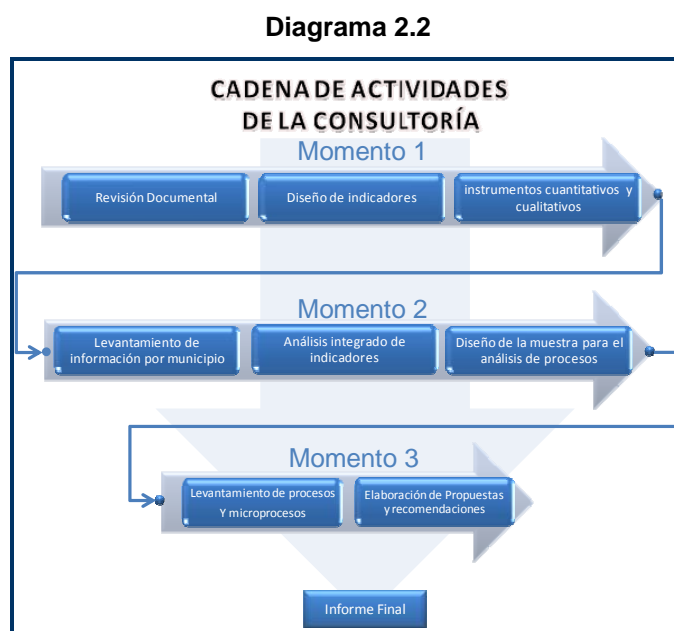 Diagrama 2.2
CADENA DE ACTIVIDADES
DE LA CONSULTORÍA
Momento 1
Revisión Documental
Diseño de indicadores
instrumentos cuantitativos y
cualitativos
Momento 2
Levantamiento de
información por municipio
Análisis integrado de
indicadores
Diseño de la muestra para el
análisis de procesos
Momento 3
Levantamiento de procesos
Y microprocesos
Elaboración de Propuestas
y recomendaciones
Informe Final